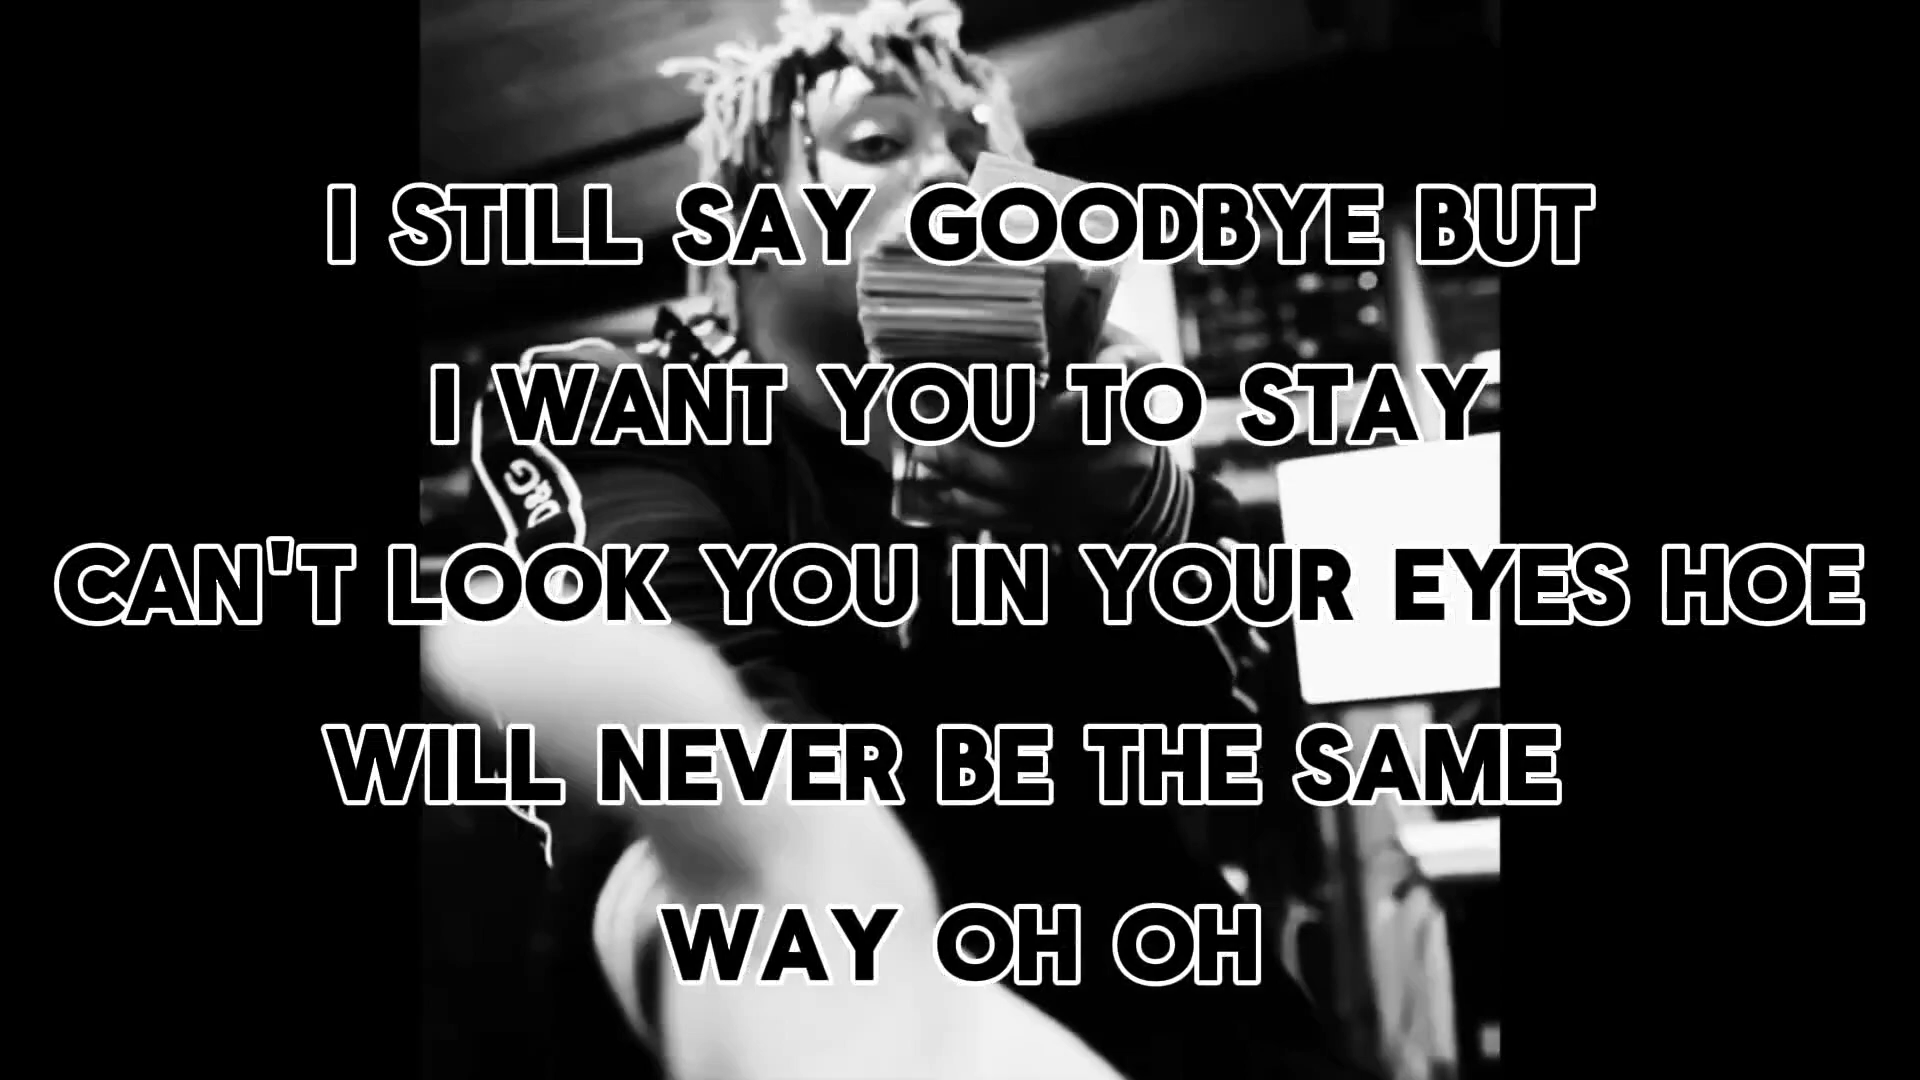 I STILL SAY GOODBYE BUT
I WANT YOU TO STAY
D&G
CAN'T LOOK YOU IN YOUR EYES HOE
WILL NEVER BE THE SAME
WAY OH OH